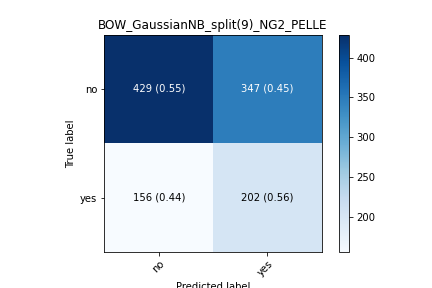 BOW_GaussianNB_split(9)_NG2_PELLE
no
429 (0.55)
347 (0.45)
yes
156 (0.44)
202 (0.56)
True label
no
yes
Predicted label
400
350
300
250
200